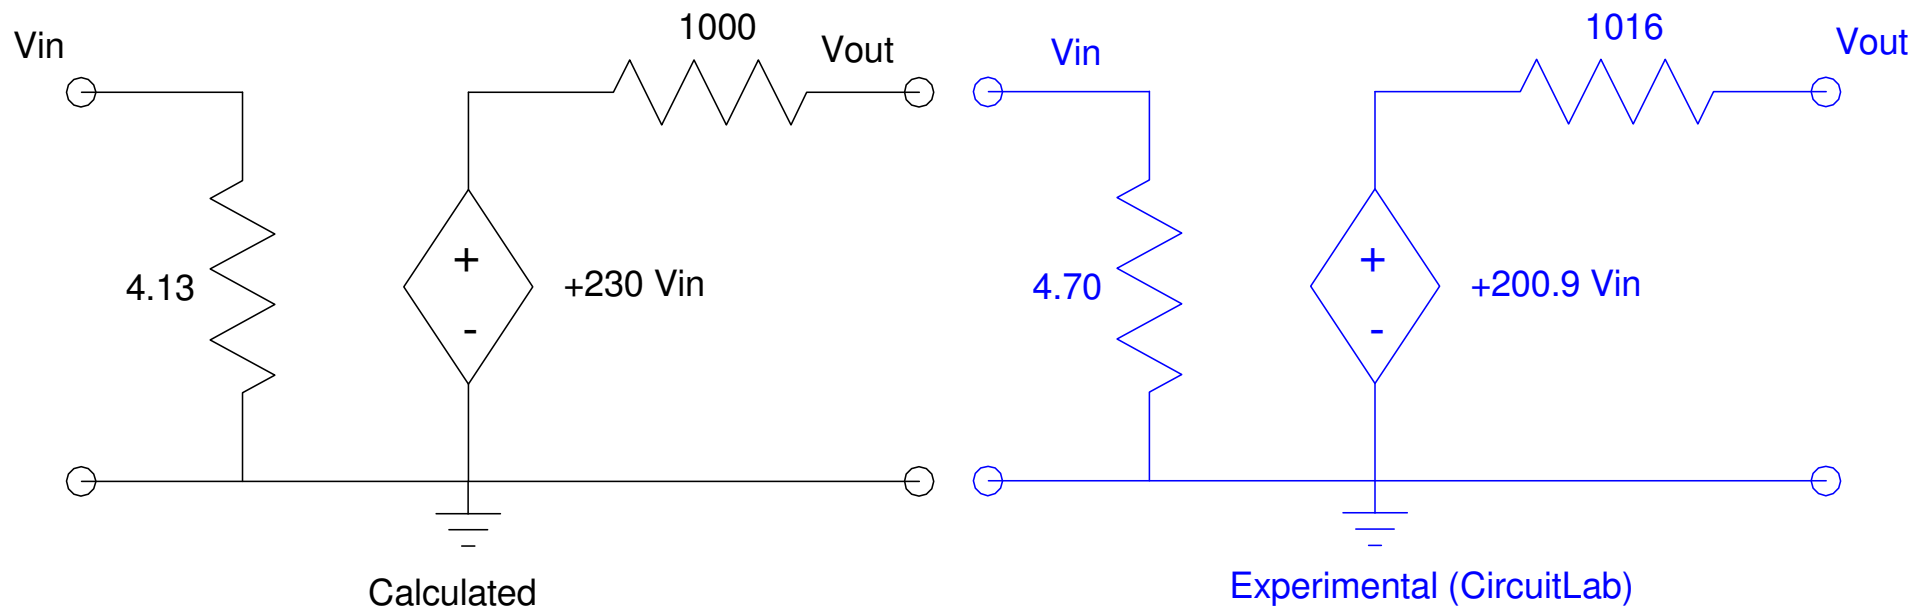 Vin
1000
Vout
4.13
+
-
+230 Vin
Calculated
Vin
1016
Vout
4.70
+
-
+200.9 Vin
Experimental (CircuitLab)